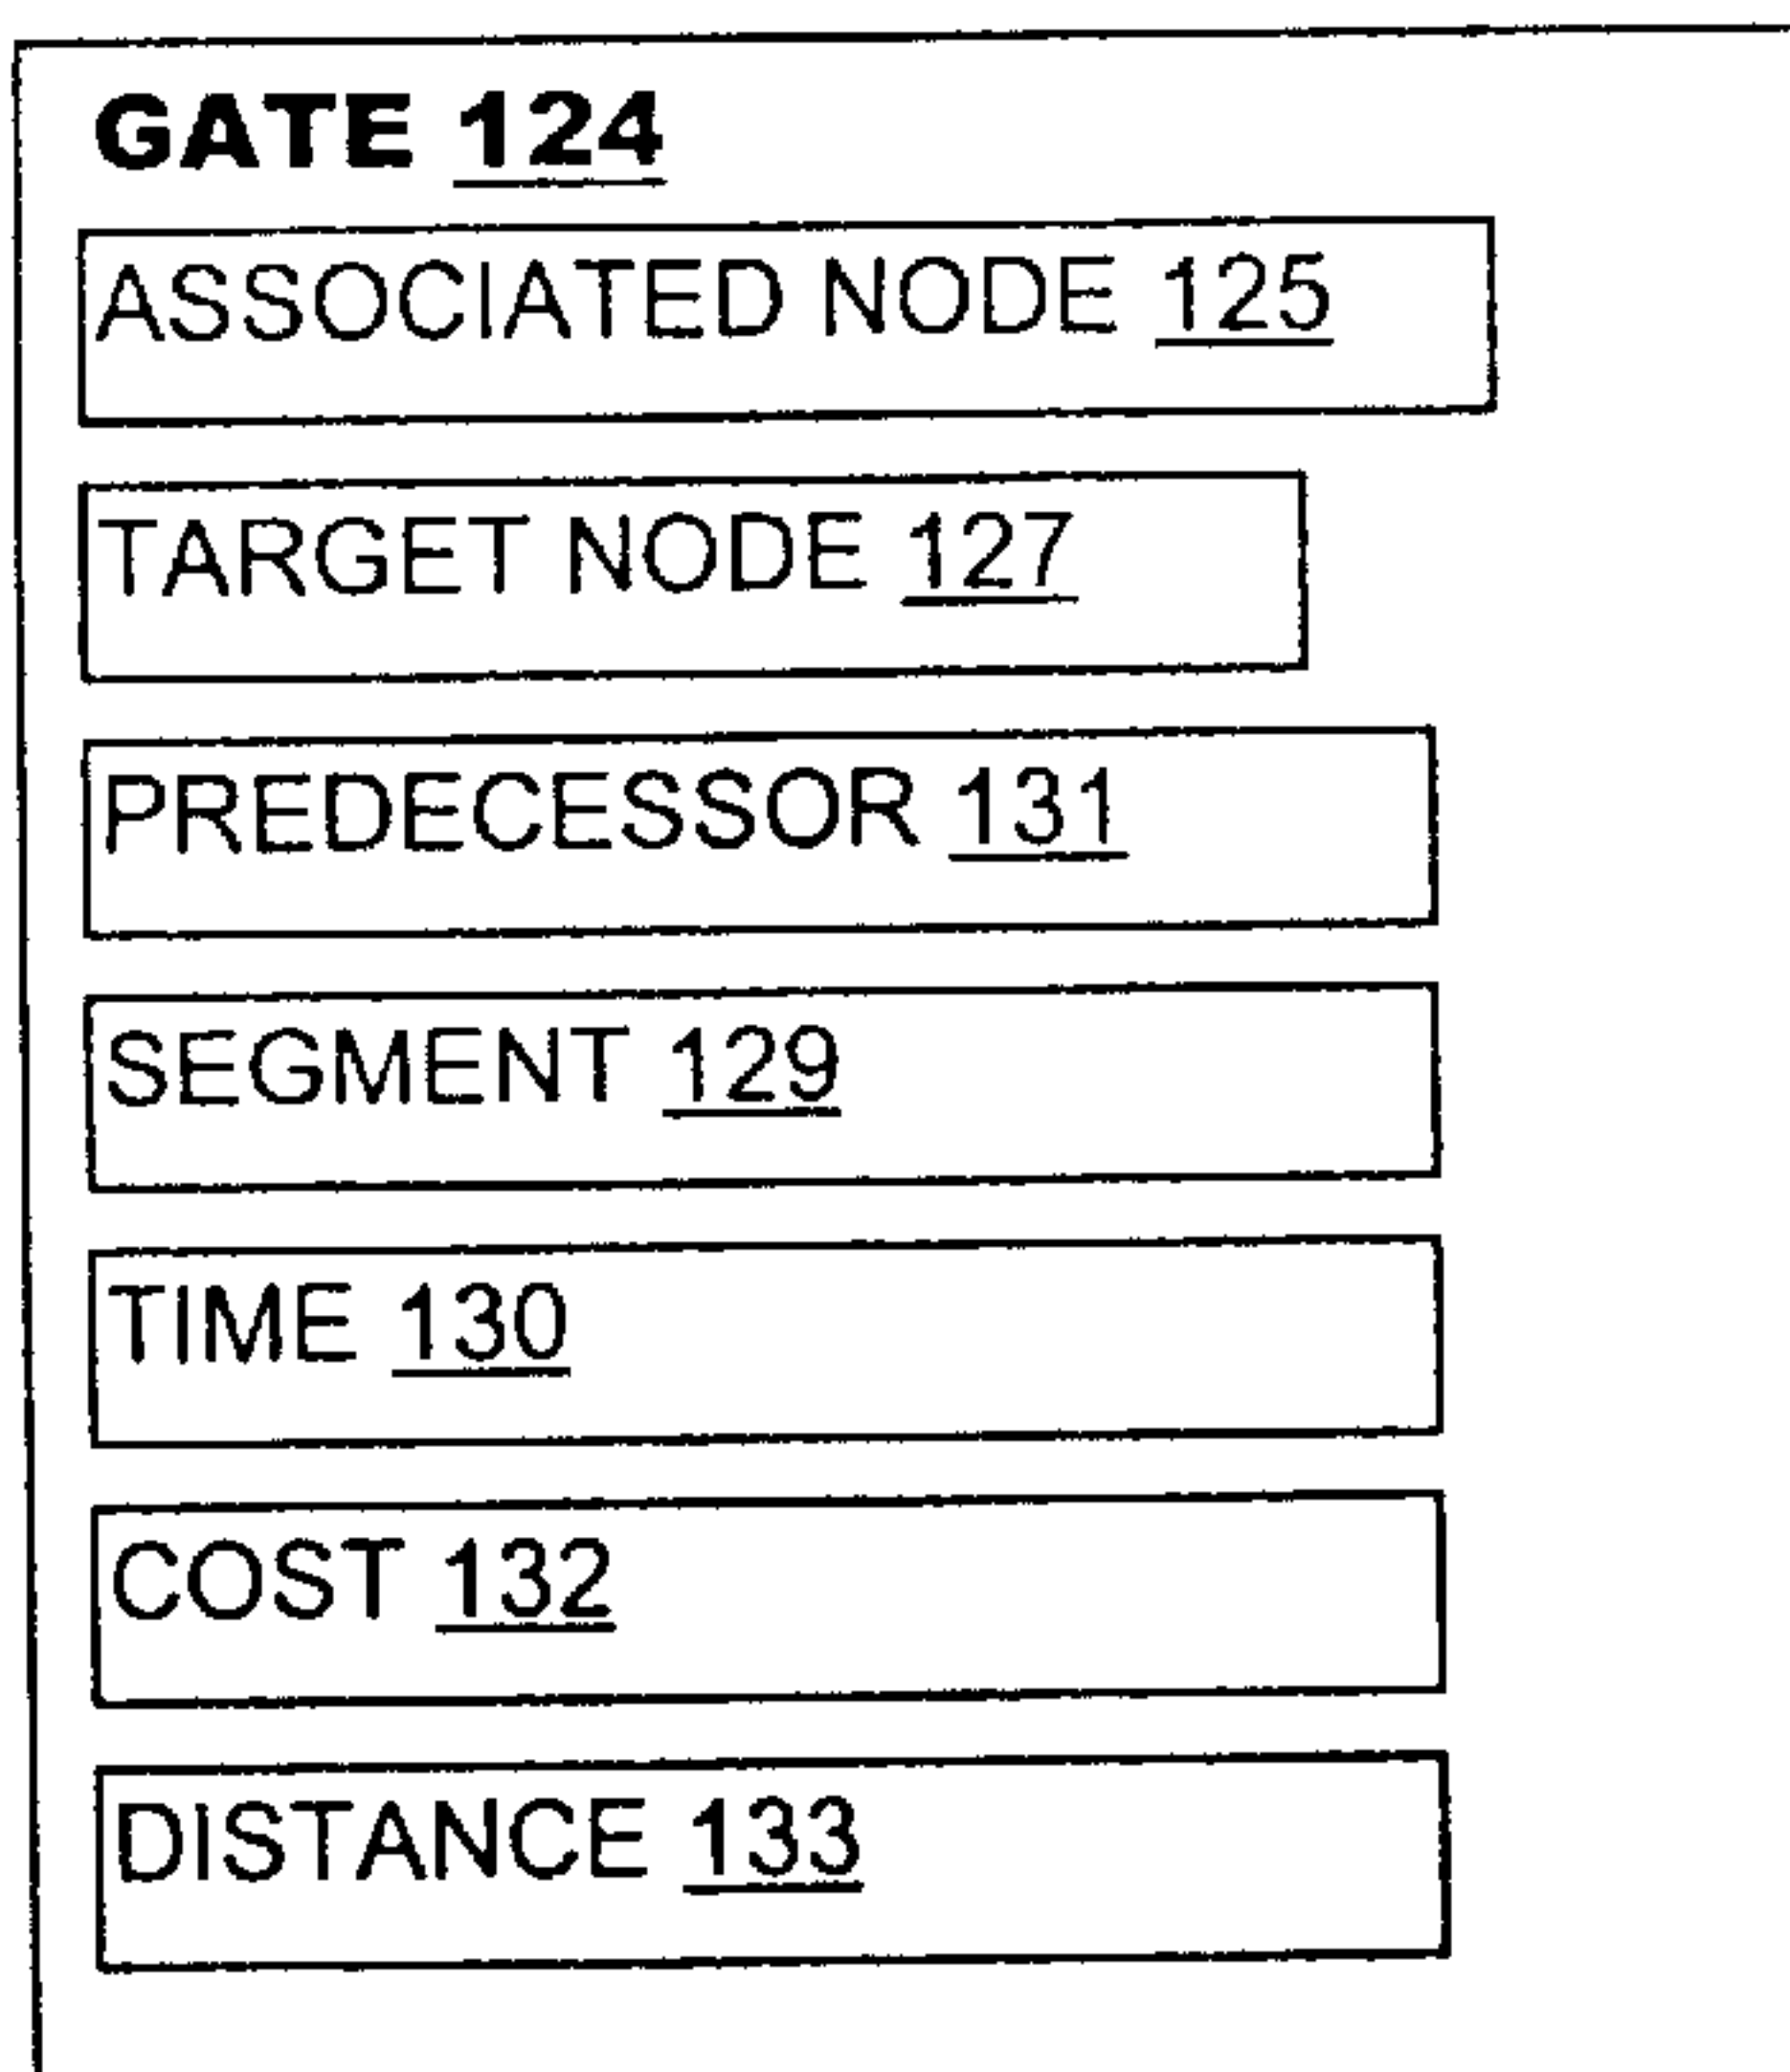 GATE 124
ASSOCIATED NODE 125
TARGET NODE 127
PREDECESSOR 131
SEGMENT 129
TIME 130
COST 132
DISTANCE 133